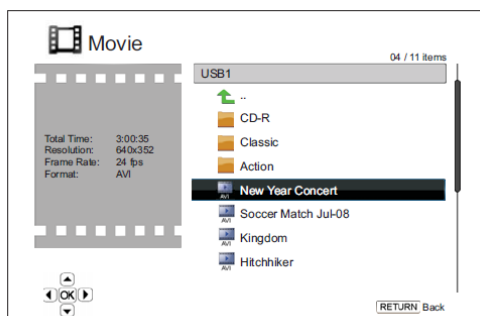 Movie
04 / 11 items
USB1
..
CD-R
Classic
Action
Total Time: 3:00:35
Resolution: 640x352
Frame Rate: 24 fps
Format: AVI
AVI New Year Concert
AVI Soccer Match Jul-08
AVI Kingdom
AVI Hitchhiker
OK
RETURN Back